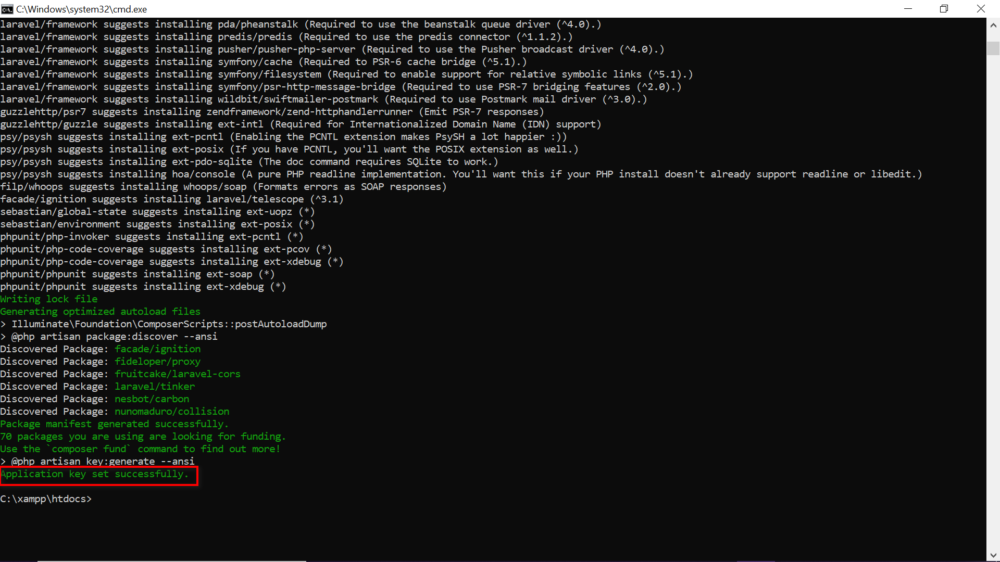 C:\Windows\system32\cmd.exe
laravel/framework suggests installing pda/pheanstalk (Required to use the beanstalk queue driver (^4.0).)
laravel/framework suggests installing predis/predis (Required to use the predis connector (^1.1.2).)
laravel/framework suggests installing pusher/pusher-php-server (Required to use the Pusher broadcast driver (^4.0).)
laravel/framework suggests installing symfony/cache (Required to PSR-6 cache bridge (^5.1).)
laravel/framework suggests installing symfony/filesystem (Required to enable support for relative symbolic links (^5.1).)
laravel/framework suggests installing symfony/psr-http-message-bridge (Required to use PSR-7 bridging features (^2.0).)
laravel/framework suggests installing wildbit/swiftmailer-postmark (Required to use Postmark mail driver (^3.0).)
guzzlehttp/psr7 suggests installing zendframework/zend-httphandlerrunner (Emit PSR-7 responses)
guzzlehttp/guzzle suggests installing ext-intl (Required for Internationalized Domain Name (IDN) support)
psy/psysh suggests installing ext-pcntl (Enabling the PCNTL extension makes PsySH a lot happier :))
psy/psysh suggests installing ext-posix (If you have PCNTL, you'll want the POSIX extension as well.)
psy/psysh suggests installing ext-pdo-sqlite (The doc command requires SQLite to work.)
psy/psysh suggests installing hoa/console (A pure PHP readline implementation. You'll want this if your PHP install doesn't already support readline or libedit.)
filp/whoops suggests installing whoops/soap (Formats errors as SOAP responses)
facade/ignition suggests installing laravel/telescope (^3.1)
sebastian/global-state suggests installing ext-uopz (*)
sebastian/environment suggests installing ext-posix (*)
phpunit/php-invoker suggests installing ext-pcntl (*)
phpunit/php-code-coverage suggests installing ext-pcov (*)
phpunit/php-code-coverage suggests installing ext-xdebug (*)
phpunit/phpunit suggests installing ext-soap (*)
phpunit/phpunit suggests installing ext-xdebug (*)
Writing lock file
Generating optimized autoload files
> Illuminate\Foundation\ComposerScripts::postAutoloadDump
> @php artisan package:discover --ansi
Discovered Package: facade/ignition
Discovered Package: fideloper/proxy
Discovered Package: fruitcake/laravel-cors
Discovered Package: laravel/tinker
Discovered Package: nesbot/carbon
Discovered Package: nunomaduro/collision
Package manifest generated successfully.
70 packages you are using are looking for funding.
Use the `composer fund` command to find out more!
> @php artisan key:generate --ansi
Application key set successfully.
C:\xampp\htdocs>